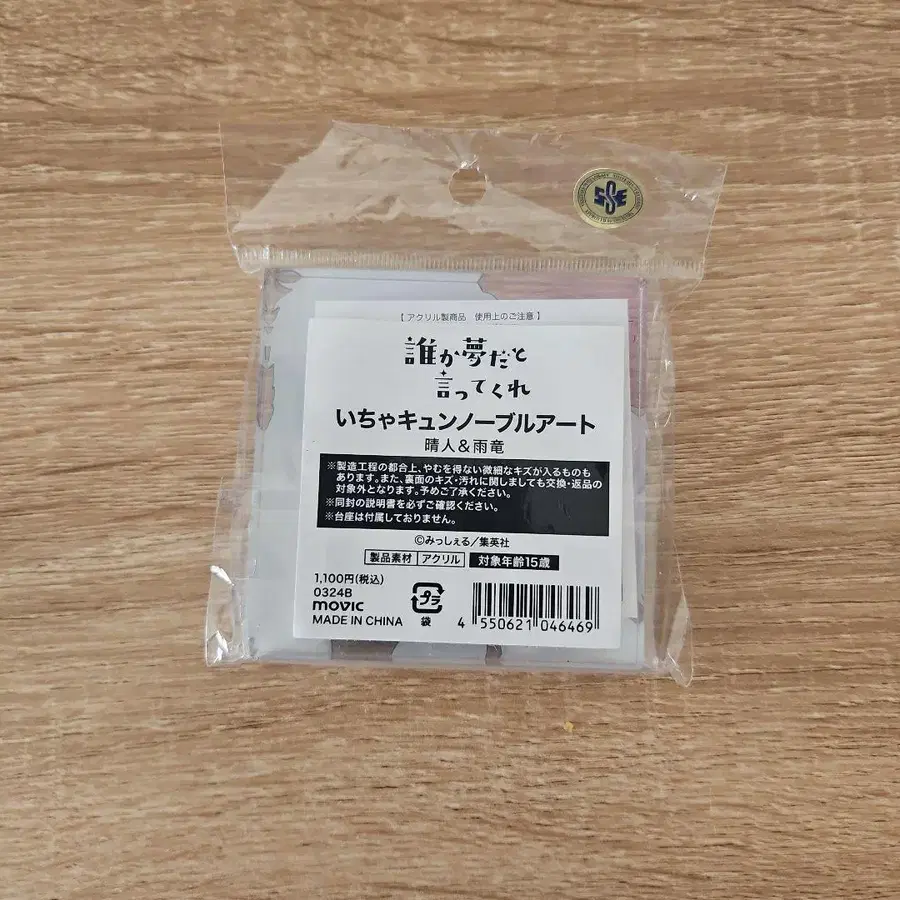 SSE
【アクリル製商品 使用上のご注意】
誰か夢だと
言ってくれ
いちゃキュンノーブルアート
晴人&雨竜
※製造工程の都合上、やむを得ない微細なキズが入るものも
あります。また、裏面のキズ・汚れに関しましても交換・返品の
対象外となります。予めご了承ください。
※同封の説明書を必ずご確認ください。
※台座は付属しておりません。
©みっしぇる/集英社
製品素材 アクリル 対象年齢15歳
1,100円(税込)
0324B
movic
MADE IN CHINA
プラ
袋
4 550621 046469